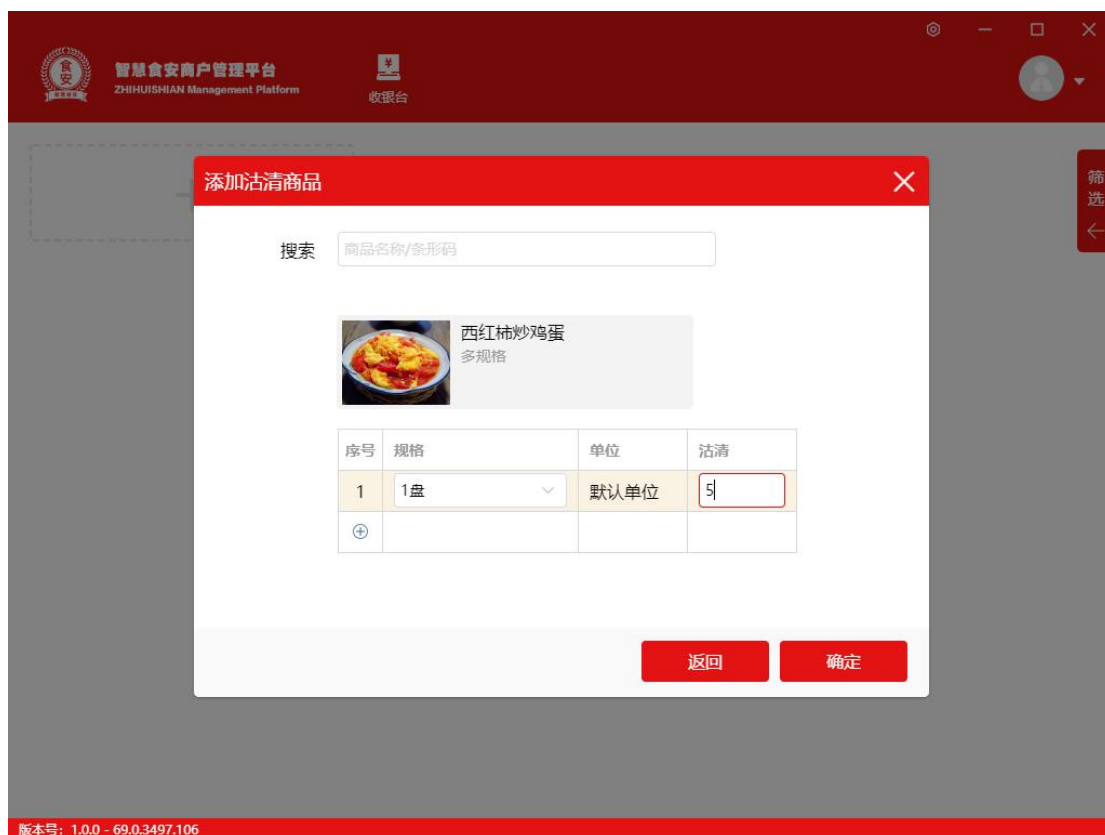 智慧食安商户管理平台
ZHIHUISHIAN Management Platform
食安
收银台
筛选
添加沽清商品
搜索
商品名称/条形码
西红柿炒鸡蛋
多规格
序号 规格 单位 沽清
1 1盘 默认单位 5
返回 确定
版本号: 1.0.0 - 69.0.3497.106